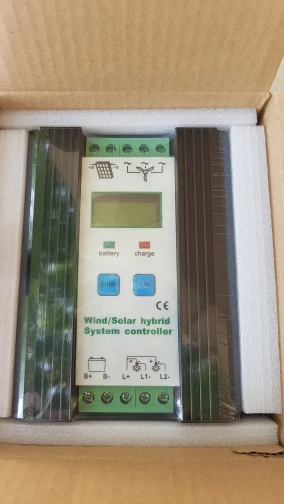 battery charge
CE
Wind/Solar hybrid
System controller
B+ B- L+ L1- L2-